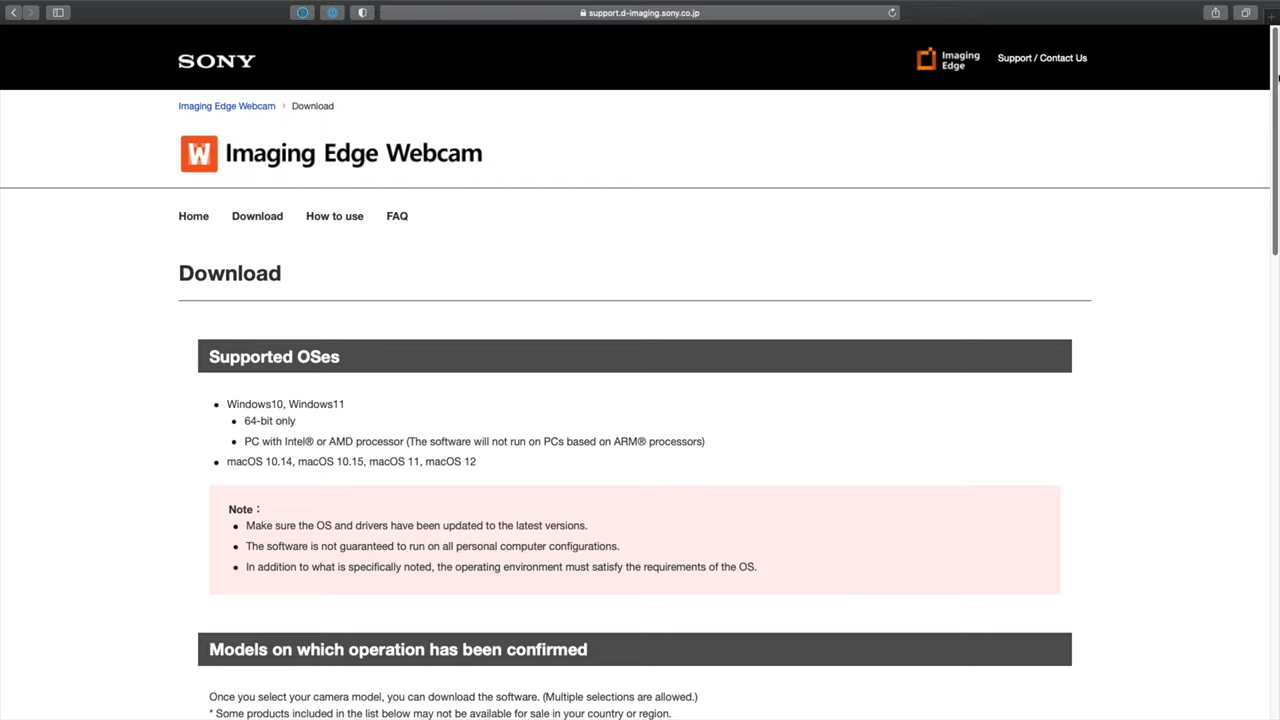 support.d-imaging.sony.co.jp
SONY
Imaging Edge
Support / Contact Us
Imaging Edge Webcam › Download
W Imaging Edge Webcam
Home Download How to use FAQ
Download
Supported OSes
• Windows10, Windows11
• 64-bit only
• PC with Intel® or AMD processor (The software will not run on PCs based on ARM® processors)
• macOS 10.14, macOS 10.15, macOS 11, macOS 12
Note：
• Make sure the OS and drivers have been updated to the latest versions.
• The software is not guaranteed to run on all personal computer configurations.
• In addition to what is specifically noted, the operating environment must satisfy the requirements of the OS.
Models on which operation has been confirmed
Once you select your camera model, you can download the software. (Multiple selections are allowed.)
* Some products included in the list below may not be available for sale in your country or region.